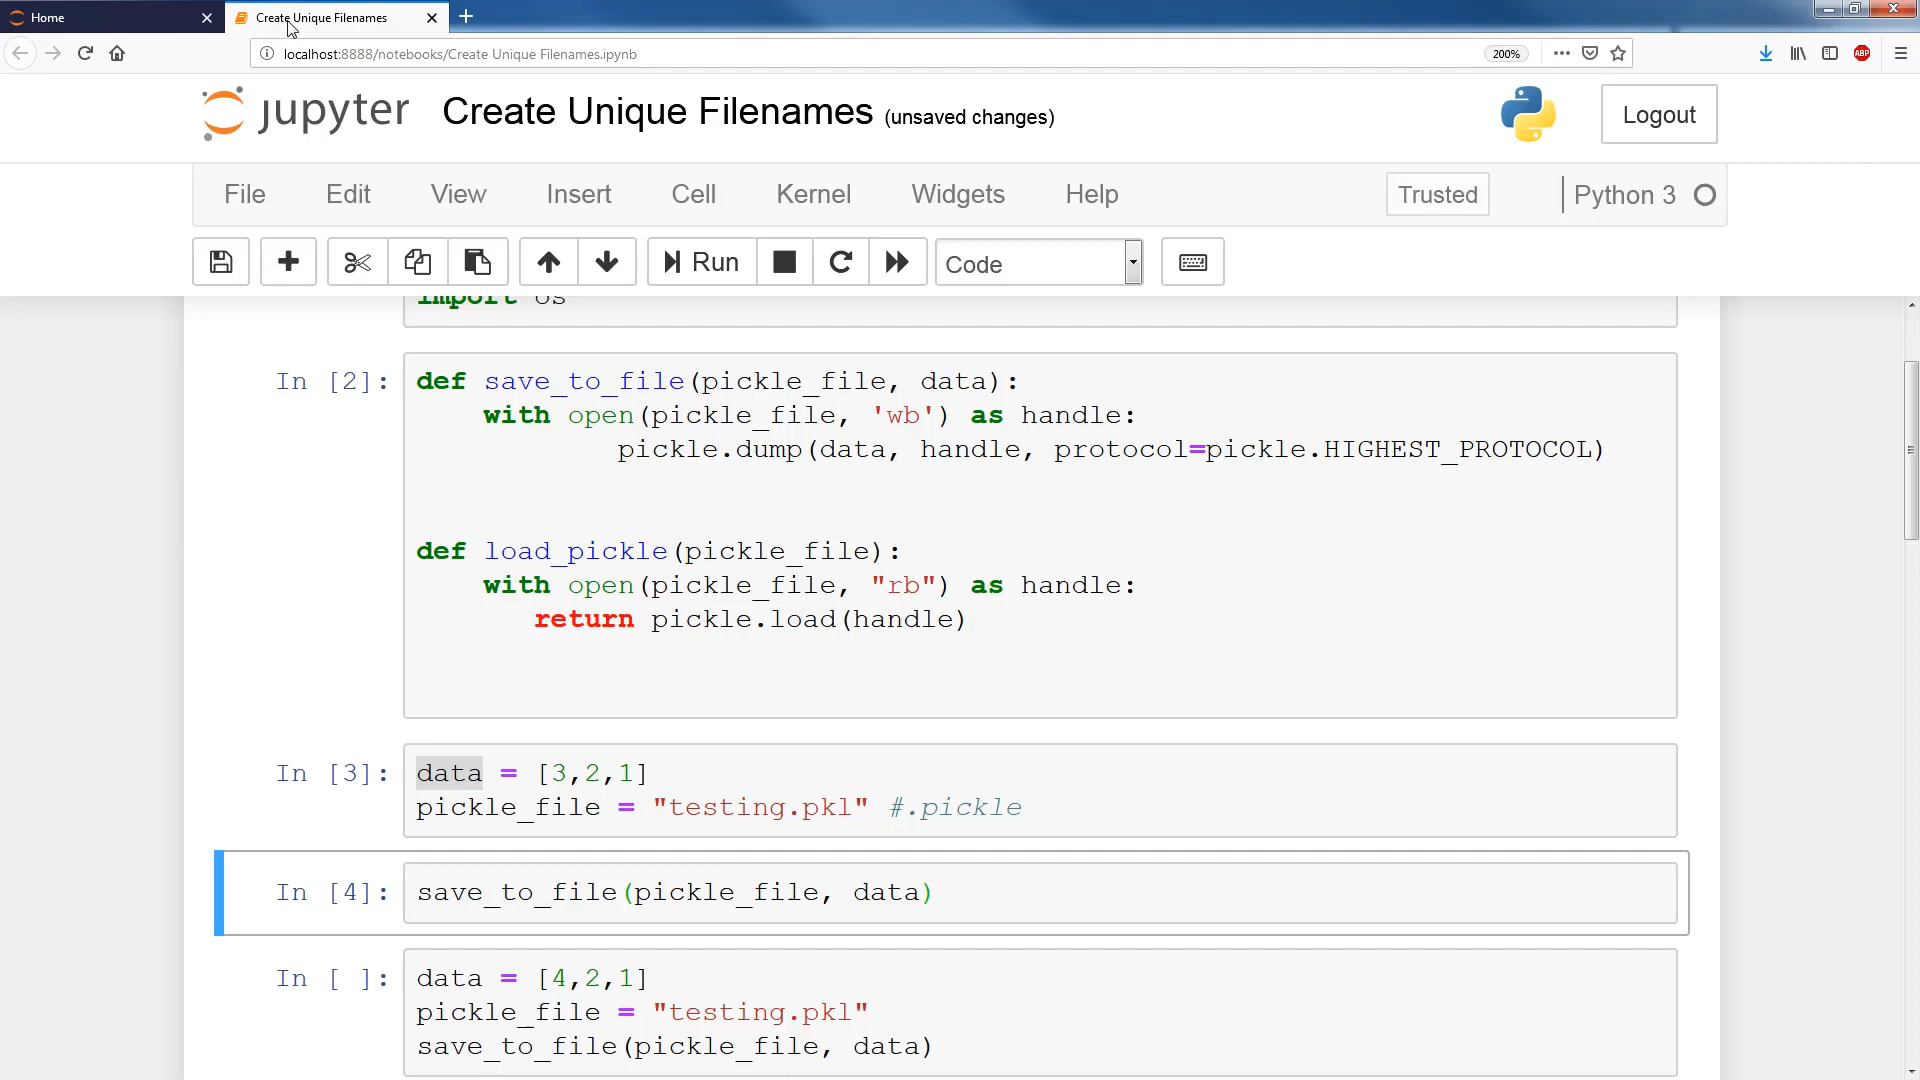 Home
Create Unique Filenames
localhost:8888/notebooks/Create Unique Filenames.ipynb
200%
ABP
jupyter Create Unique Filenames (unsaved changes)
Logout
File Edit View Insert Cell Kernel Widgets Help Trusted Python 3
Run Code
import os
In [2]: def save_to_file(pickle_file, data):
with open(pickle_file, 'wb') as handle:
pickle.dump(data, handle, protocol=pickle.HIGHEST_PROTOCOL)
def load_pickle(pickle_file):
with open(pickle_file, "rb") as handle:
return pickle.load(handle)
In [3]: data = [3,2,1]
pickle_file = "testing.pkl" #.pickle
In [4]: save_to_file(pickle_file, data)
In [ ]: data = [4,2,1]
pickle_file = "testing.pkl"
save_to_file(pickle_file, data)